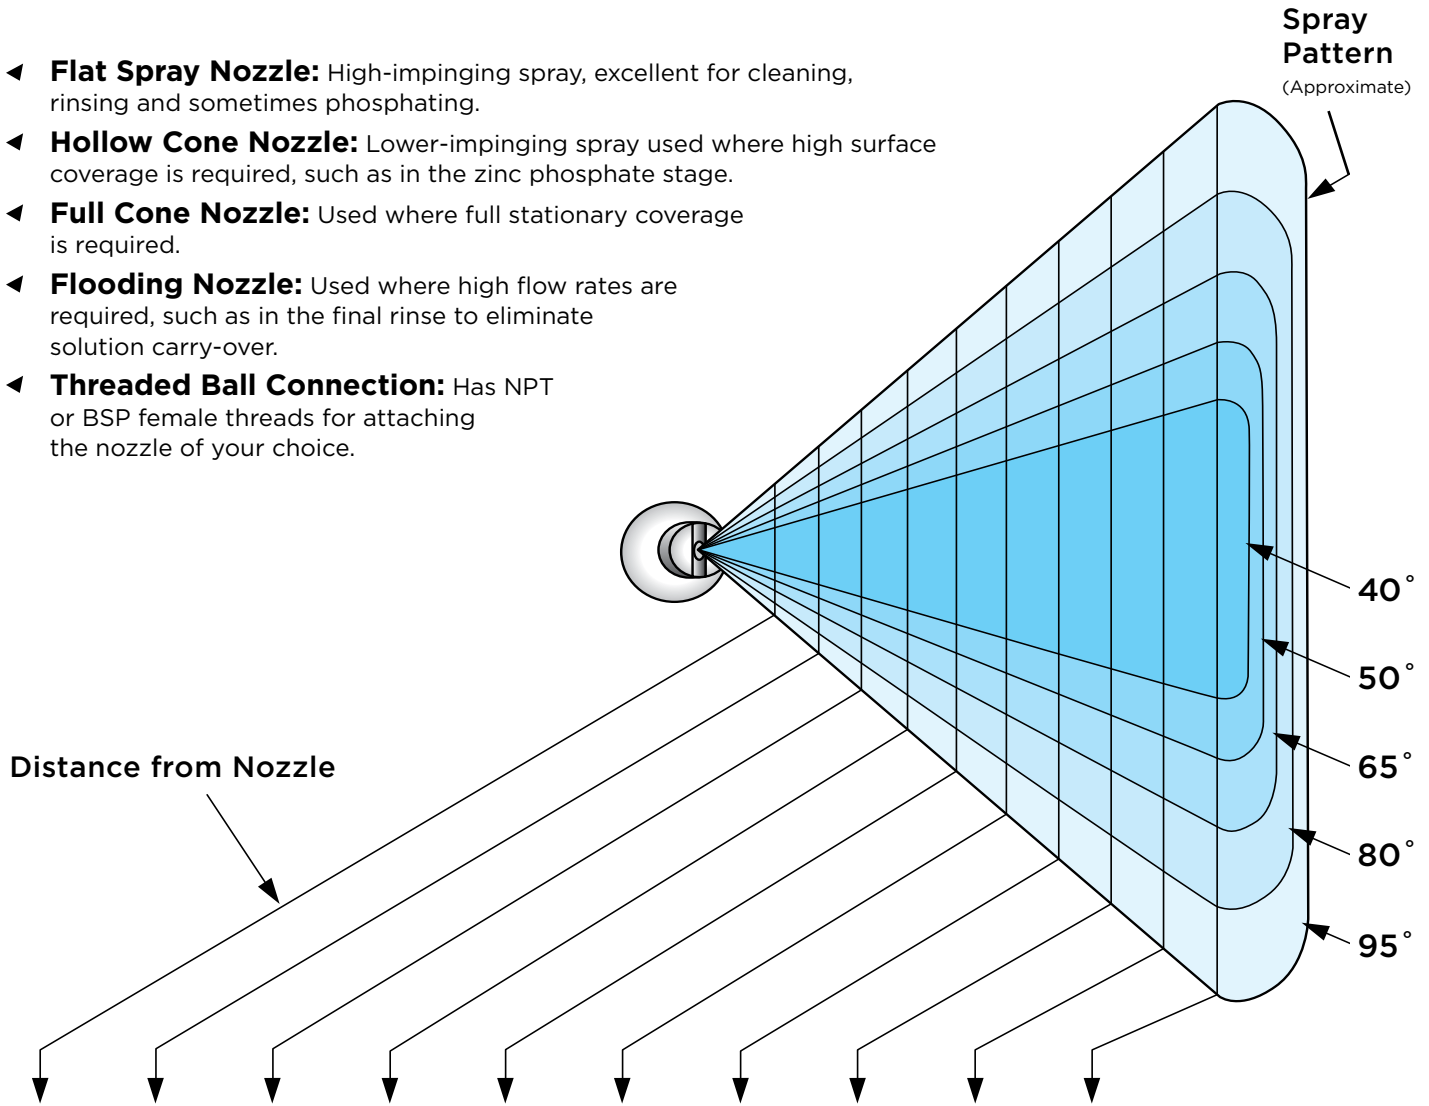 Spray
Pattern
(Approximate)
◄ Flat Spray Nozzle: High-impinging spray, excellent for cleaning,
rinsing and sometimes phosphating.
◄ Hollow Cone Nozzle: Lower-impinging spray used where high surface
coverage is required, such as in the zinc phosphate stage.
◄ Full Cone Nozzle: Used where full stationary coverage
is required.
◄ Flooding Nozzle: Used where high flow rates are
required, such as in the final rinse to eliminate
solution carry-over.
◄ Threaded Ball Connection: Has NPT
or BSP female threads for attaching
the nozzle of your choice.
40°
50°
Distance from Nozzle
65°
80°
95°